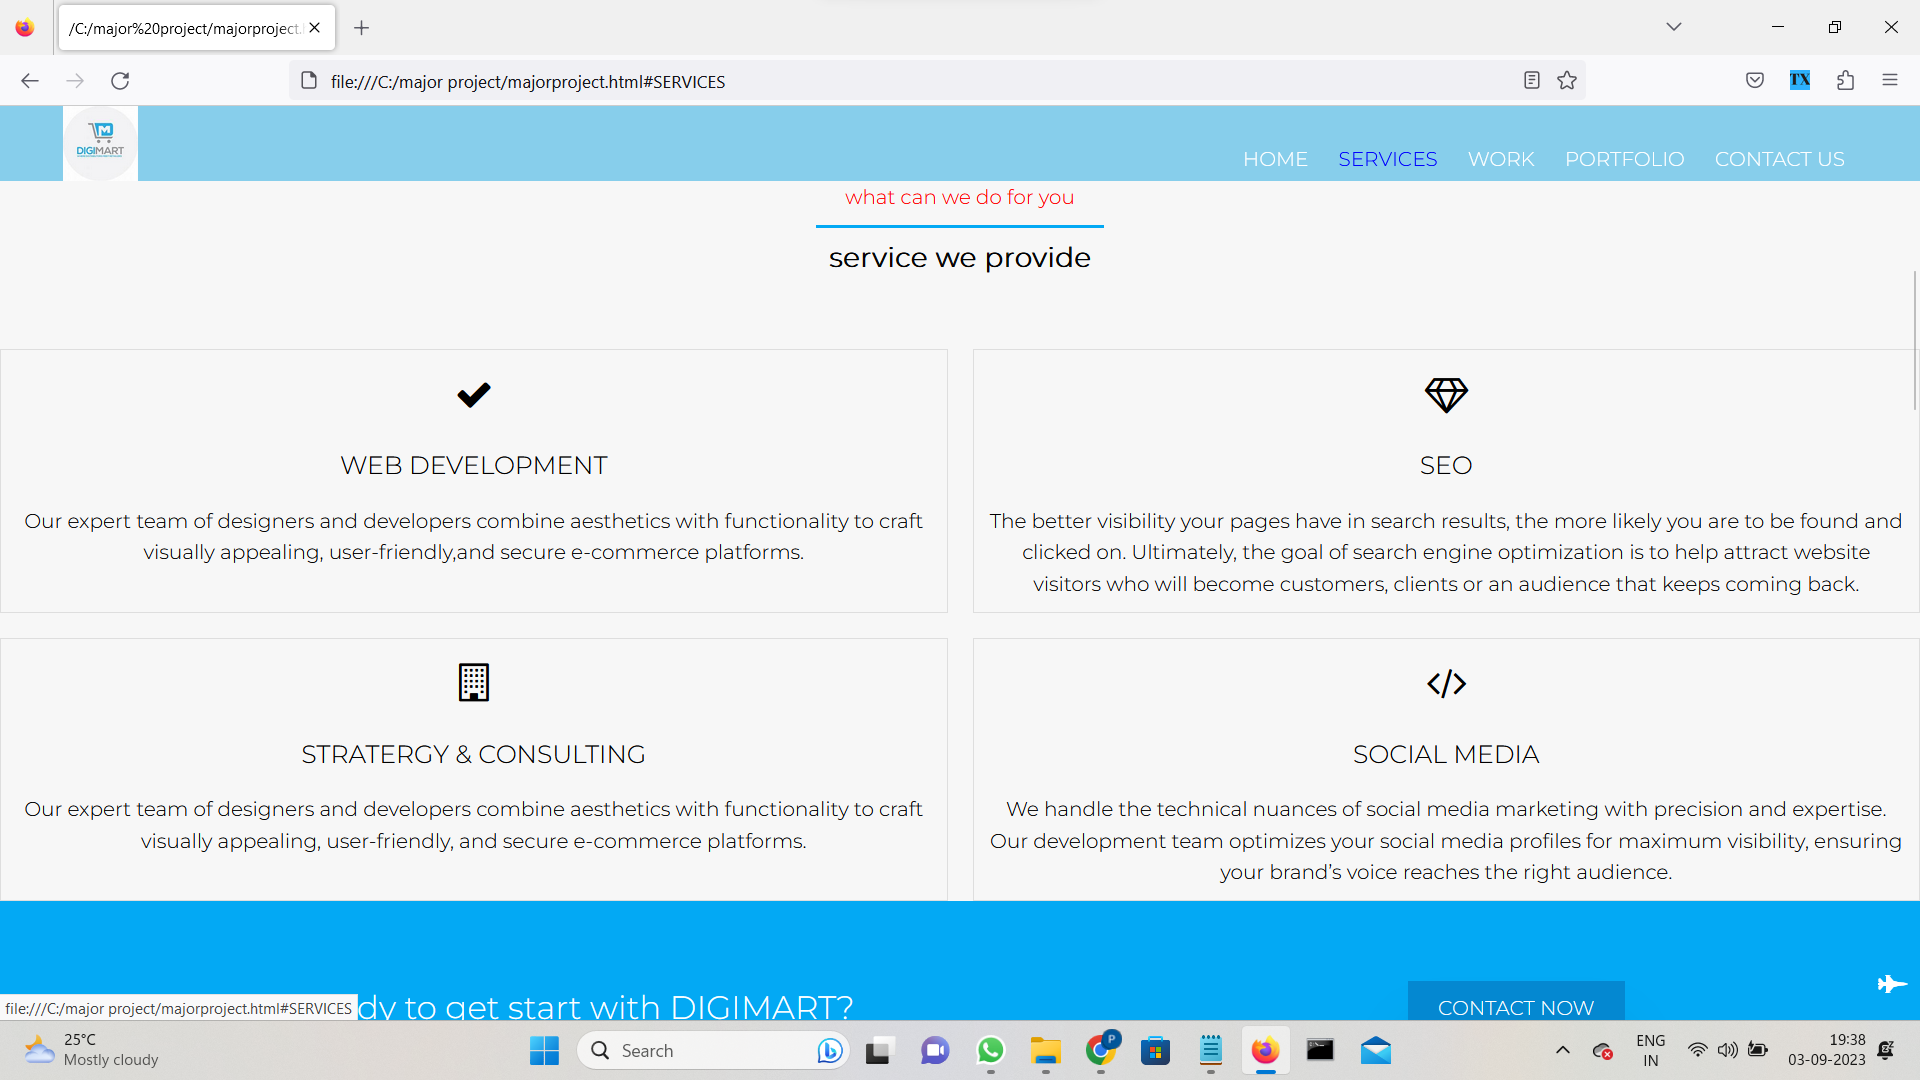 /C:/major%20project/majorproject.
file:///C:/major project/majorproject.html#SERVICES
TX
M
DIGIMART
HOME SERVICES WORK PORTFOLIO CONTACT US
what can we do for you
service we provide
WEB DEVELOPMENT
Our expert team of designers and developers combine aesthetics with functionality to craft
visually appealing, user-friendly,and secure e-commerce platforms.
SEO
The better visibility your pages have in search results, the more likely you are to be found and
clicked on. Ultimately, the goal of search engine optimization is to help attract website
visitors who will become customers, clients or an audience that keeps coming back.
STRATERGY & CONSULTING
Our expert team of designers and developers combine aesthetics with functionality to craft
visually appealing, user-friendly, and secure e-commerce platforms.
SOCIAL MEDIA
We handle the technical nuances of social media marketing with precision and expertise.
Our development team optimizes your social media profiles for maximum visibility, ensuring
your brand’s voice reaches the right audience.
dy to get start with DIGIMART?
CONTACT NOW
file:///C:/major project/majorproject.html#SERVICES
25°C
Mostly cloudy
Search
P
ENG
IN
19:38
03-09-2023